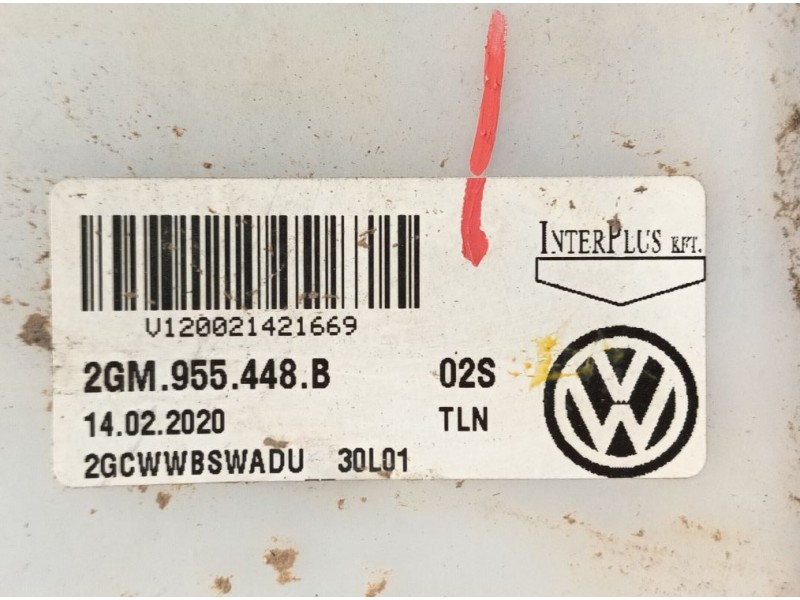 INTERPLUS KFT.
V120021421669
2GM.955.448.B 02S
14.02.2020 TLN
2GCWWBSWADU 30L01